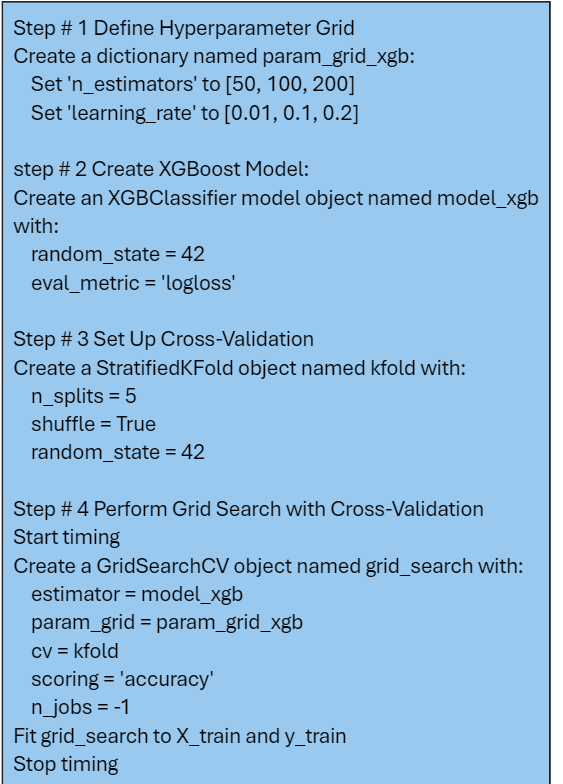 Step # 1 Define Hyperparameter Grid
Create a dictionary named param_grid_xgb:
Set 'n_estimators' to [50, 100, 200]
Set 'learning_rate' to [0.01, 0.1, 0.2]
step # 2 Create XGBoost Model:
Create an XGBClassifier model object named model_xgb
with:
random_state = 42
eval_metric = 'logloss'
Step # 3 Set Up Cross-Validation
Create a StratifiedKFold object named kfold with:
n_splits = 5
shuffle = True
random_state = 42
Step # 4 Perform Grid Search with Cross-Validation
Start timing
Create a GridSearchCV object named grid_search with:
estimator = model_xgb
param_grid = param_grid_xgb
cv = kfold
scoring = 'accuracy'
n_jobs = -1
Fit grid_search to X_train and y_train
Stop timing